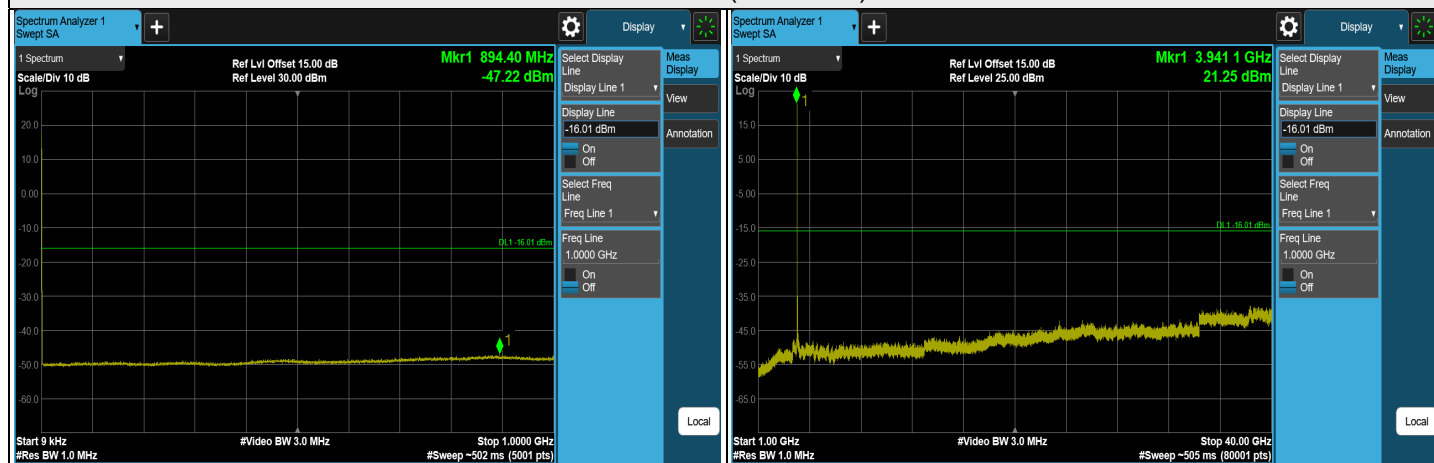 Spectrum Analyzer 1
Swept SA
+
Display
1 Spectrum
Ref Lvl Offset 15.00 dB
Mkr1 894.40 MHz
Scale/Div 10 dB
Ref Level 30.00 dBm
-47.22 dBm
Log
20.0
10.0
0.00
-10.0
DL1 -16.01 dBm
-20.0
-30.0
-40.0
1
-50.0
-60.0
Start 9 kHz
#Video BW 3.0 MHz
Stop 1.0000 GHz
#Res BW 1.0 MHz
#Sweep ~502 ms (5001 pts)
Select Display
Line
Display Line 1
Display Line
-16.01 dBm
On
Off
Select Freq
Line
Freq Line 1
Freq Line
1.0000 GHz
On
Off
Meas
Display
View
Annotation
Local
Spectrum Analyzer 1
Swept SA
+
Display
1 Spectrum
Ref Lvl Offset 15.00 dB
Mkr1 3.941 1 GHz
Scale/Div 10 dB
Ref Level 25.00 dBm
21.25 dBm
Log
1
15.0
5.00
-5.00
-15.0
DL1 -16.01 dBm
-25.0
-35.0
-45.0
-55.0
-65.0
Start 1.00 GHz
#Video BW 3.0 MHz
Stop 40.00 GHz
#Res BW 1.0 MHz
#Sweep ~505 ms (80001 pts)
Select Display
Line
Display Line 1
Display Line
-16.01 dBm
On
Off
Select Freq
Line
Freq Line 1
Freq Line
1.0000 GHz
On
Off
Meas
Display
View
Annotation
Local